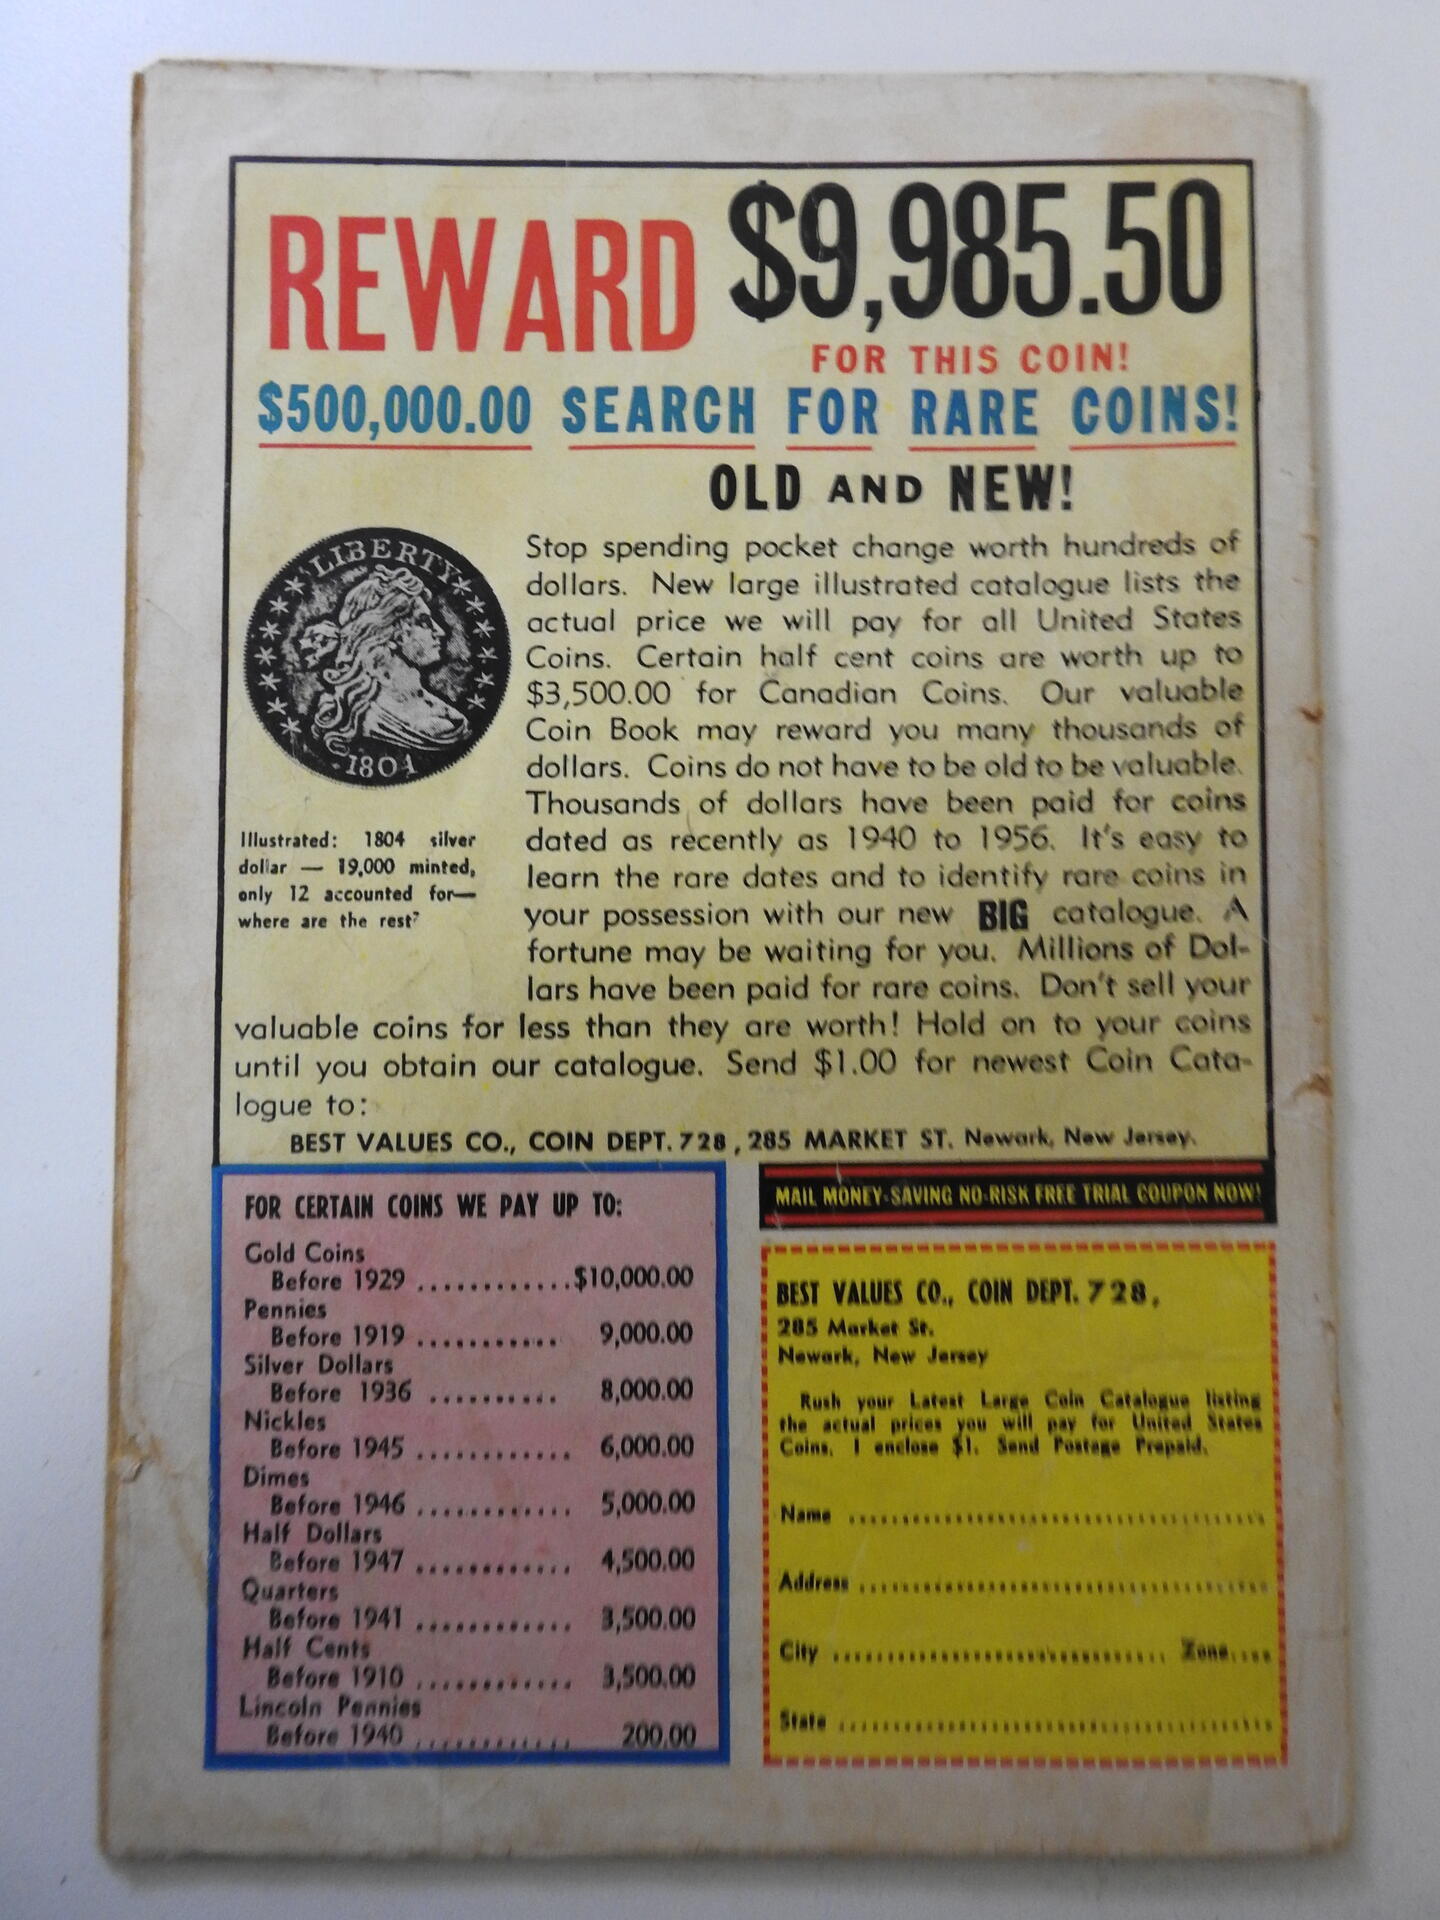 REWARD $9,985.50
FOR THIS COIN!
$500,000.00 SEARCH FOR RARE COINS!
OLD AND NEW!
LIBERTY
1804
Illustrated: 1804 silver
dollar — 19,000 minted,
only 12 accounted for—
where are the rest?
Stop spending pocket change worth hundreds of
dollars. New large illustrated catalogue lists the
actual price we will pay for all United States
Coins. Certain half cent coins are worth up to
$3,500.00 for Canadian Coins. Our valuable
Coin Book may reward you many thousands of
dollars. Coins do not have to be old to be valuable.
Thousands of dollars have been paid for coins
dated as recently as 1940 to 1956. It's easy to
learn the rare dates and to identify rare coins in
your possession with our new BIG catalogue. A
fortune may be waiting for you. Millions of Dol-
lars have been paid for rare coins. Don't sell your
valuable coins for less than they are worth! Hold on to your coins
until you obtain our catalogue. Send $1.00 for newest Coin Cata-
logue to:
BEST VALUES CO., COIN DEPT. 728, 285 MARKET ST. Newark, New Jersey.
FOR CERTAIN COINS WE PAY UP TO:
Gold Coins
Before 1929 ............$10,000.00
Pennies
Before 1919 ........... 9,000.00
Silver Dollars
Before 1936 .......... 8,000.00
Nickles
Before 1945 ............ 6,000.00
Dimes
Before 1946 ............ 5,000.00
Half Dollars
Before 1947 ............ 4,500.00
Quarters
Before 1941 ............ 3,500.00
Half Cents
Before 1910 ............ 3,500.00
Lincoln Pennies
Before 1940 ............ 200.00
MAIL MONEY-SAVING NO-RISK FREE TRIAL COUPON NOW!
BEST VALUES CO., COIN DEPT. 728,
285 Market St.
Newark, New Jersey
Rush your Latest Large Coin Catalogue listing
the actual prices you will pay for United States
Coins. I enclose $1. Send Postage Prepaid.
Name ........................................
Address ........................................
City ................................ Zone....
State ........................................